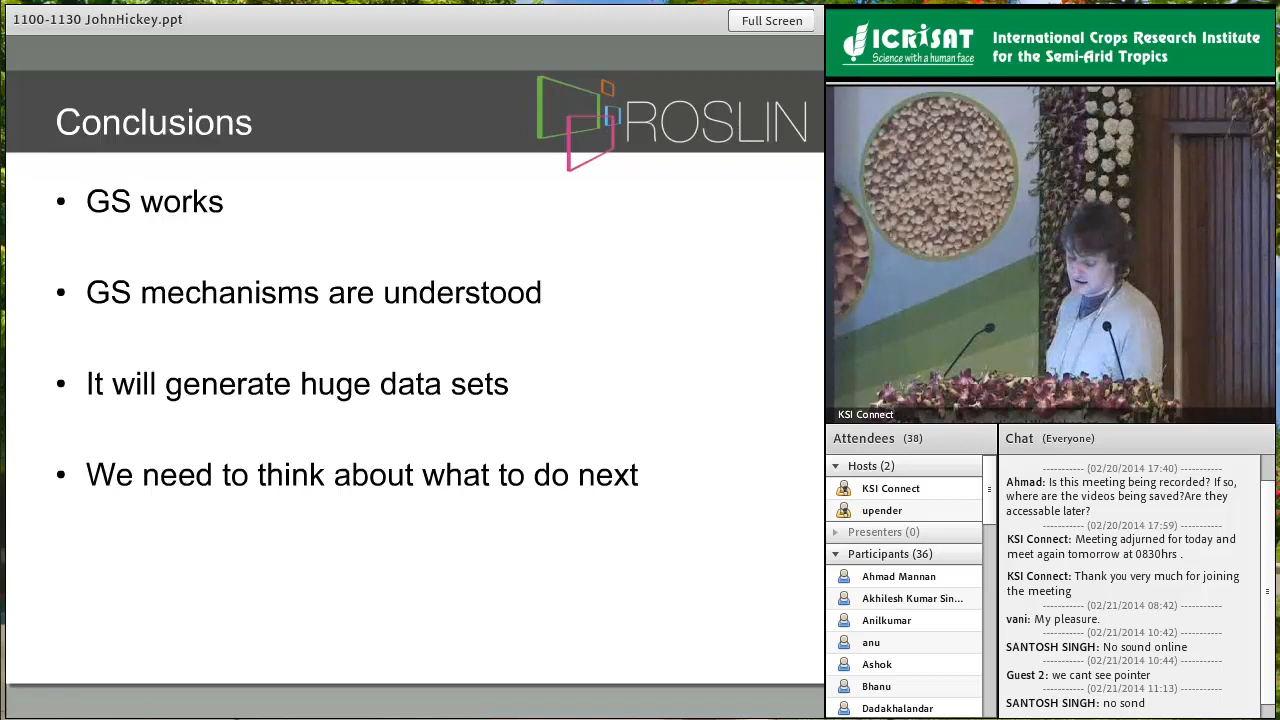 1100-1130 JohnHickey.ppt
Full Screen
Conclusions
ROSLIN
• GS works
• GS mechanisms are understood
• It will generate huge data sets
• We need to think about what to do next
ICRISAT
Science with a human face
International Crops Research Institute
for the Semi-Arid Tropics
KSI Connect
Attendees (38)
Hosts (2)
KSI Connect
upender
Presenters (0)
Participants (36)
Ahmad Mannan
Akhilesh Kumar Sin...
Anilkumar
anu
Ashok
Bhanu
Dadakhalandar
Chat (Everyone)
---------- (02/20/2014 17:40) ----------
Ahmad: Is this meeting being recorded? If so,
where are the videos being saved?Are they
accessable later?
---------- (02/20/2014 17:59) ----------
KSI Connect: Meeting adjurned for today and
meet again tomorrow at 0830hrs .
KSI Connect: Thank you very much for joining
the meeting
---------- (02/21/2014 08:42) ----------
vani: My pleasure.
---------- (02/21/2014 10:42) ----------
SANTOSH SINGH: No sound online
---------- (02/21/2014 10:44) ----------
Guest 2: we cant see pointer
---------- (02/21/2014 11:13) ----------
SANTOSH SINGH: no sond